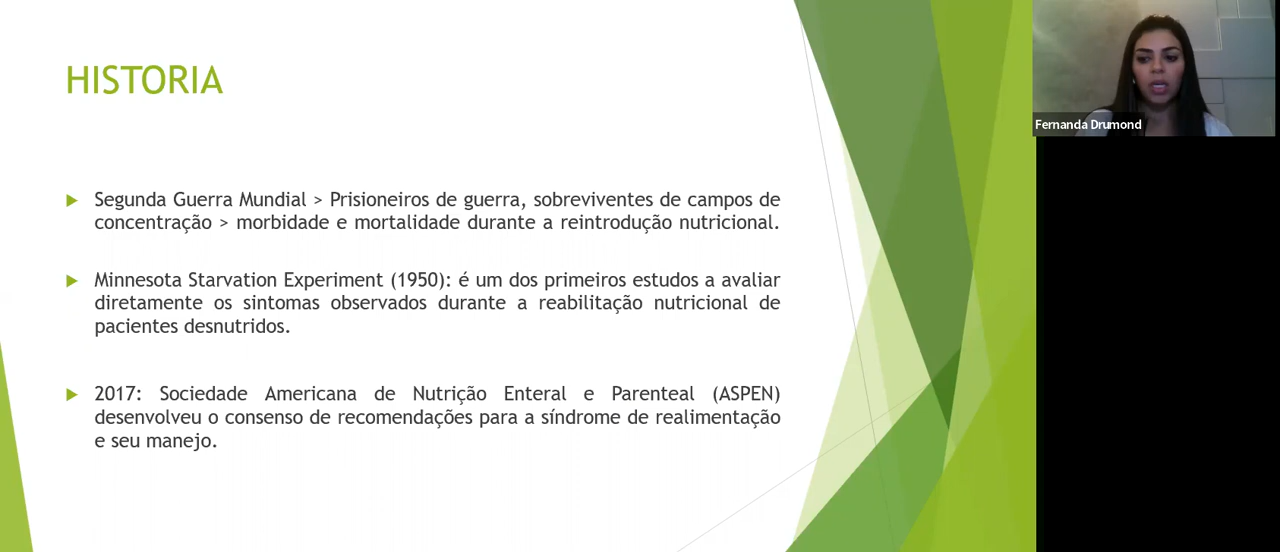 HISTORIA
Segunda Guerra Mundial > Prisioneiros de guerra, sobreviventes de campos de
concentração > morbidade e mortalidade durante a reintrodução nutricional.
Minnesota Starvation Experiment (1950): é um dos primeiros estudos a avaliar
diretamente os sintomas observados durante a reabilitação nutricional de
pacientes desnutridos.
2017: Sociedade Americana de Nutrição Enteral e Parenteal (ASPEN)
desenvolveu o consenso de recomendações para a síndrome de realimentação
e seu manejo.
Fernanda Drumond